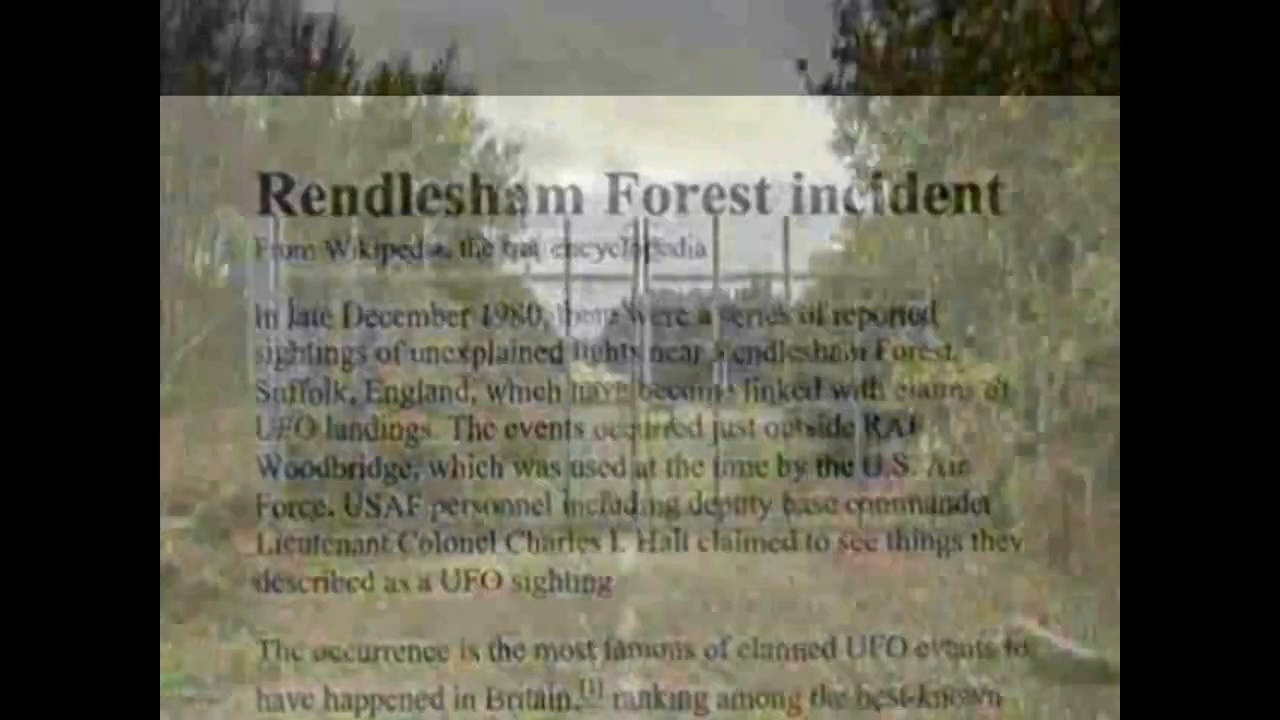 Rendlesham Forest incident
From Wikipedia, the free encyclopedia
In late December 1980, there were a series of reported
sightings of unexplained lights near Rendlesham Forest,
Suffolk, England, which have become linked with claims of
UFO landings. The events occurred just outside RAF
Woodbridge, which was used at the time by the U.S. Air
Force. USAF personnel including deputy base commander
Lieutenant Colonel Charles I. Halt claimed to see things they
described as a UFO sighting
The occurrence is the most famous of claimed UFO events to
have happened in Britain,[1] ranking among the best-known